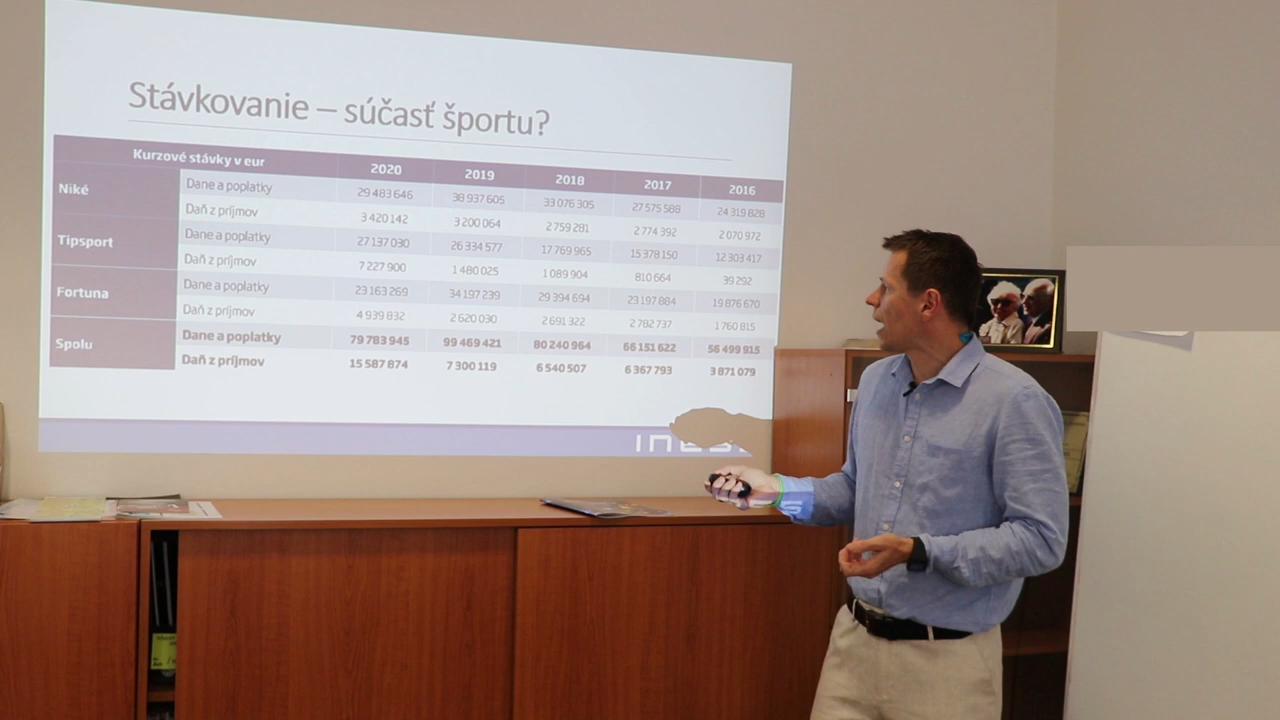 Stávkovanie – súčasť športu?
Kurzové stávky v eur 2020 2019 2018 2017 2016
Niké Dane a poplatky 29 483 646 38 937 605 33 076 305 27 575 588 24 319 828
Daň z príjmov 3 420 142 3 200 064 2 759 281 2 774 392 2 070 972
Tipsport Dane a poplatky 27 137 030 26 334 577 17 769 965 15 378 150 12 303 417
Daň z príjmov 7 227 900 1 480 025 1 089 904 810 664 39 292
Fortuna Dane a poplatky 23 163 269 34 197 239 29 394 694 23 197 884 19 876 670
Daň z príjmov 4 939 832 2 620 030 2 691 322 2 782 737 1 760 815
Spolu Dane a poplatky 79 783 945 99 469 421 80 240 964 66 151 622 56 499 915
Daň z príjmov 15 587 874 7 300 119 6 540 507 6 367 793 3 871 079